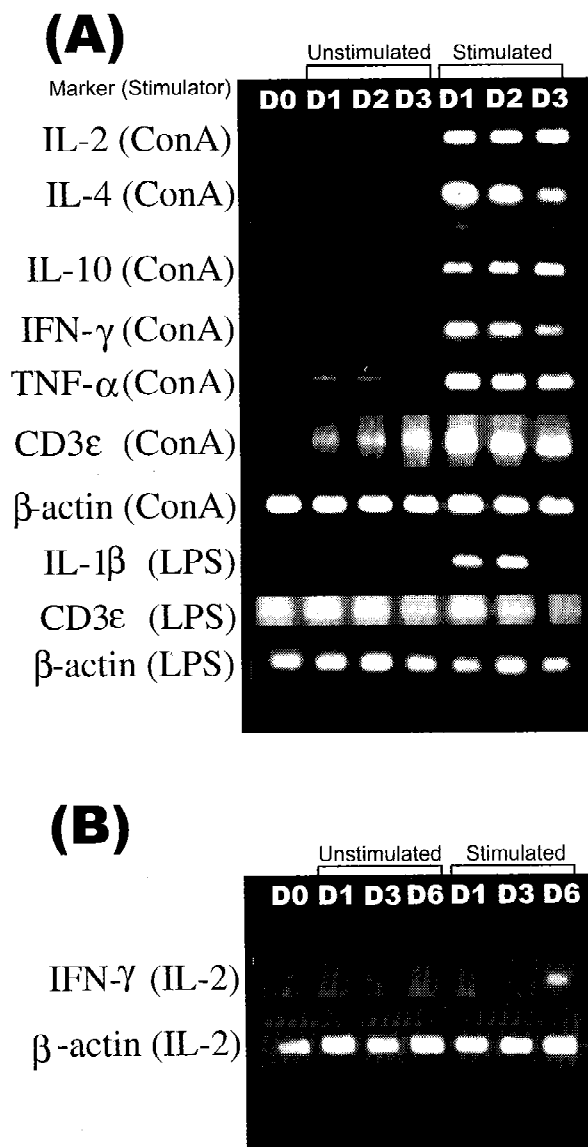 (A)
Unstimulated Stimulated
Marker (Stimulator) D0 D1 D2 D3 D1 D2 D3
IL-2 (ConA)
IL-4 (ConA)
IL-10 (ConA)
IFN-γ (ConA)
TNF-α (ConA)
CD3ε (ConA)
β-actin (ConA)
IL-1β (LPS)
CD3ε (LPS)
β-actin (LPS)
(B)
Unstimulated Stimulated
D0 D1 D3 D6 D1 D3 D6
IFN-γ (IL-2)
β-actin (IL-2)